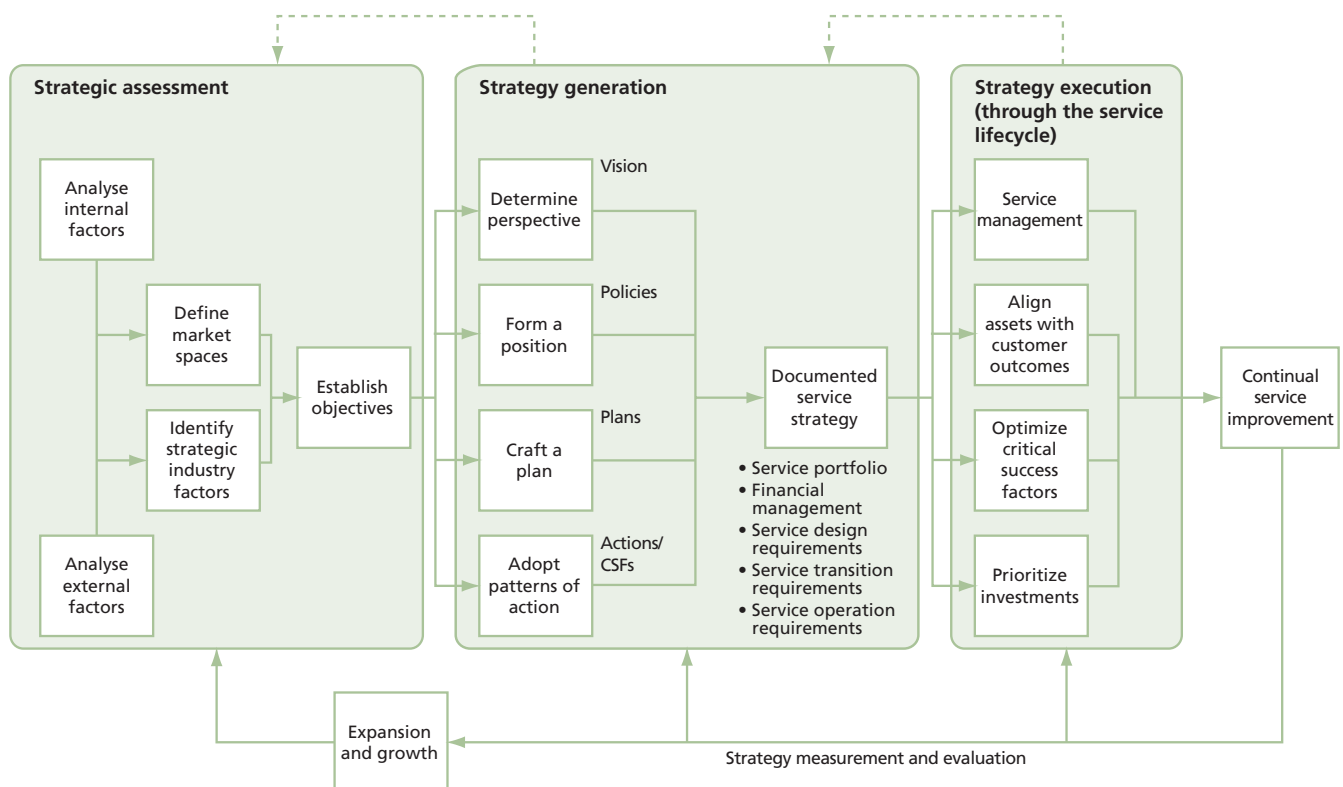 Strategic assessment
Analyse
internal
factors
Define
market
spaces
Identify
strategic
industry
factors
Analyse
external
factors
Establish
objectives
Strategy generation
Vision
Determine
perspective
Policies
Form a
position
Plans
Craft a
plan
Actions/
CSFs
Adopt
patterns of
action
Documented
service
strategy
• Service portfolio
• Financial
management
• Service design
requirements
• Service transition
requirements
• Service operation
requirements
Strategy execution
(through the service
lifecycle)
Service
management
Align
assets with
customer
outcomes
Optimize
critical
success
factors
Prioritize
investments
Continual
service
improvement
Expansion
and growth
Strategy measurement and evaluation